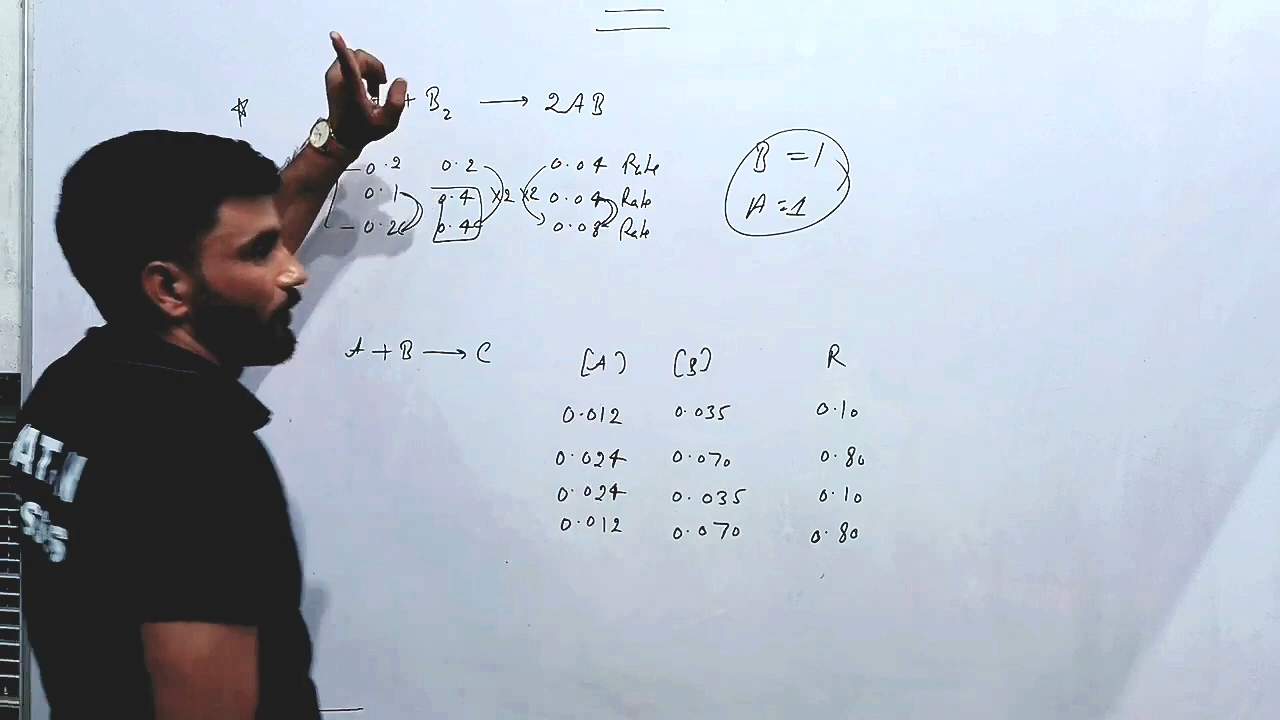 + B₂ ⟶ 2AB
0.2 0.2 0.04 Rate
0.1 0.4 ×2 ×2 0.04 Rate
0.20 0.4 0.08 Rate
B = 1
A = 1
A + B ⟶ C [A] [B] R
0.012 0.035 0.10
0.024 0.070 0.80
0.024 0.035 0.10
0.012 0.070 0.80